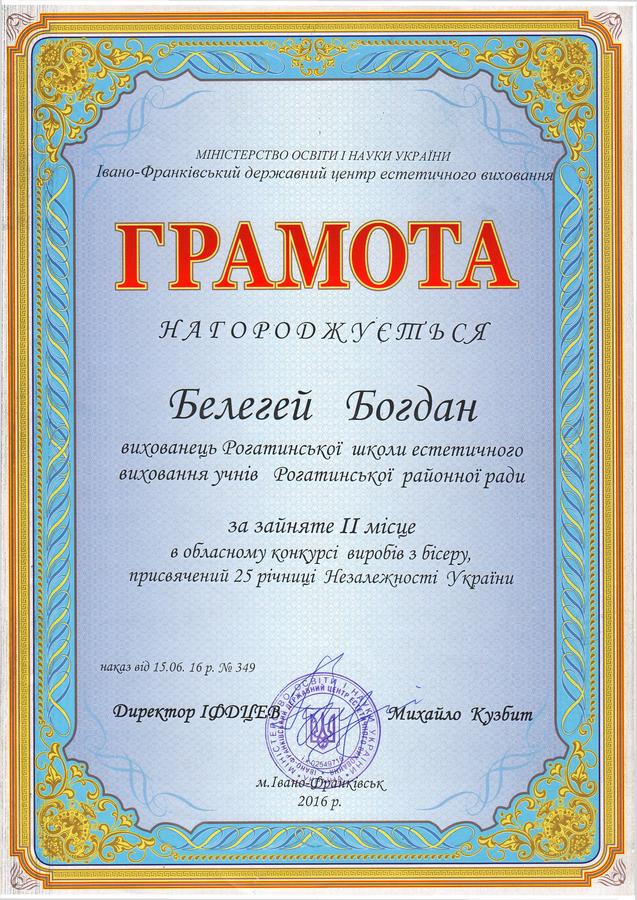 МІНІСТЕРСТВО ОСВІТИ І НАУКИ УКРАЇНИ
Івано-Франківський державний центр естетичного виховання
ГРАМОТА
НАГОРОДЖУЄТЬСЯ
Белегей Богдан
вихованець Рогатинської школи естетичного
виховання учнів Рогатинської районної ради
за зайняте ІІ місце
в обласному конкурсі виробів з бісеру,
присвячений 25 річниці Незалежності України
наказ від 15.06. 16 р. № 349
Директор ІФДЦЕВ Михайло Кузбит
м.Івано-Франківськ
2016 р.